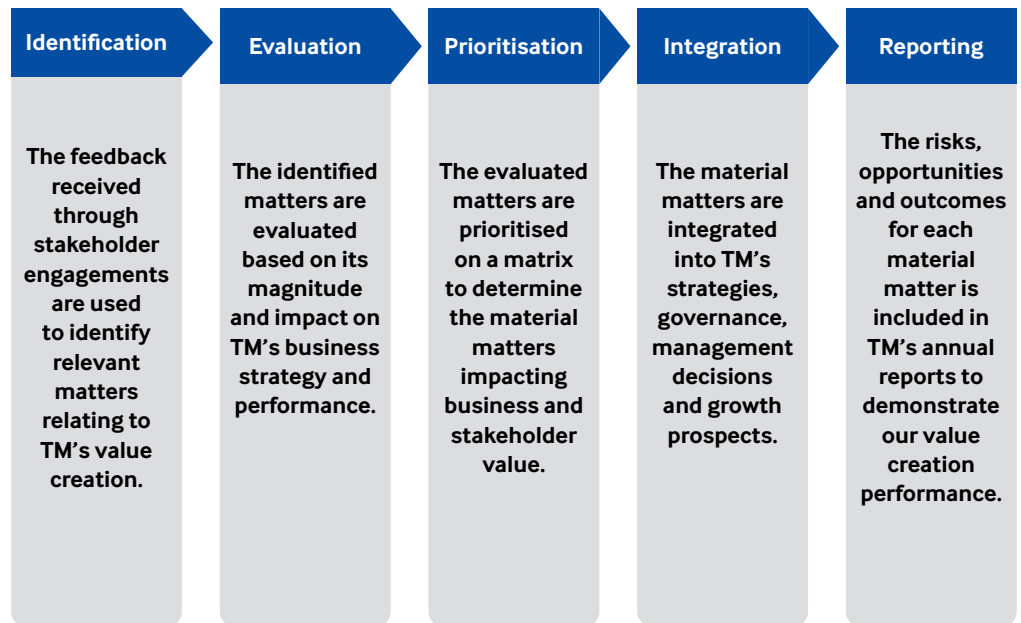 Identification
The feedback
received
through
stakeholder
engagements
are used
to identify
relevant
matters
relating to
TM’s value
creation.
Evaluation
The identified
matters are
evaluated
based on its
magnitude
and impact on
TM’s business
strategy and
performance.
Prioritisation
The evaluated
matters are
prioritised
on a matrix
to determine
the material
matters
impacting
business and
stakeholder
value.
Integration
The material
matters are
integrated
into TM’s
strategies,
governance,
management
decisions
and growth
prospects.
Reporting
The risks,
opportunities
and outcomes
for each
material
matter is
included in
TM’s annual
reports to
demonstrate
our value
creation
performance.